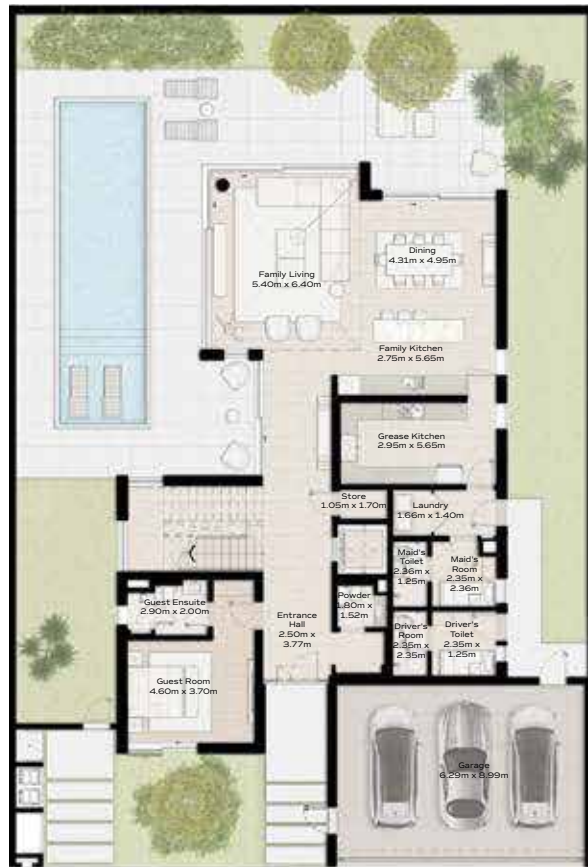 Dining
4.31m x 4.95m
Family Living
5.40m x 6.40m
Family Kitchen
2.75m x 5.65m
Grease Kitchen
2.95m x 5.65m
Store
1.05m x 1.70m
Laundry
1.66m x 1.40m
Maid's
Toilet
2.36m x
1.25m
Maid's
Room
2.35m x
2.36m
Guest Ensuite
2.90m x 2.00m
Powder
1.80m x
1.52m
Entrance
Hall
2.50m x
3.77m
Driver's
Room
2.35m x
2.35m
Driver's
Toilet
2.35m x
1.25m
Guest Room
4.60m x 3.70m
Garage
6.29m x 8.99m